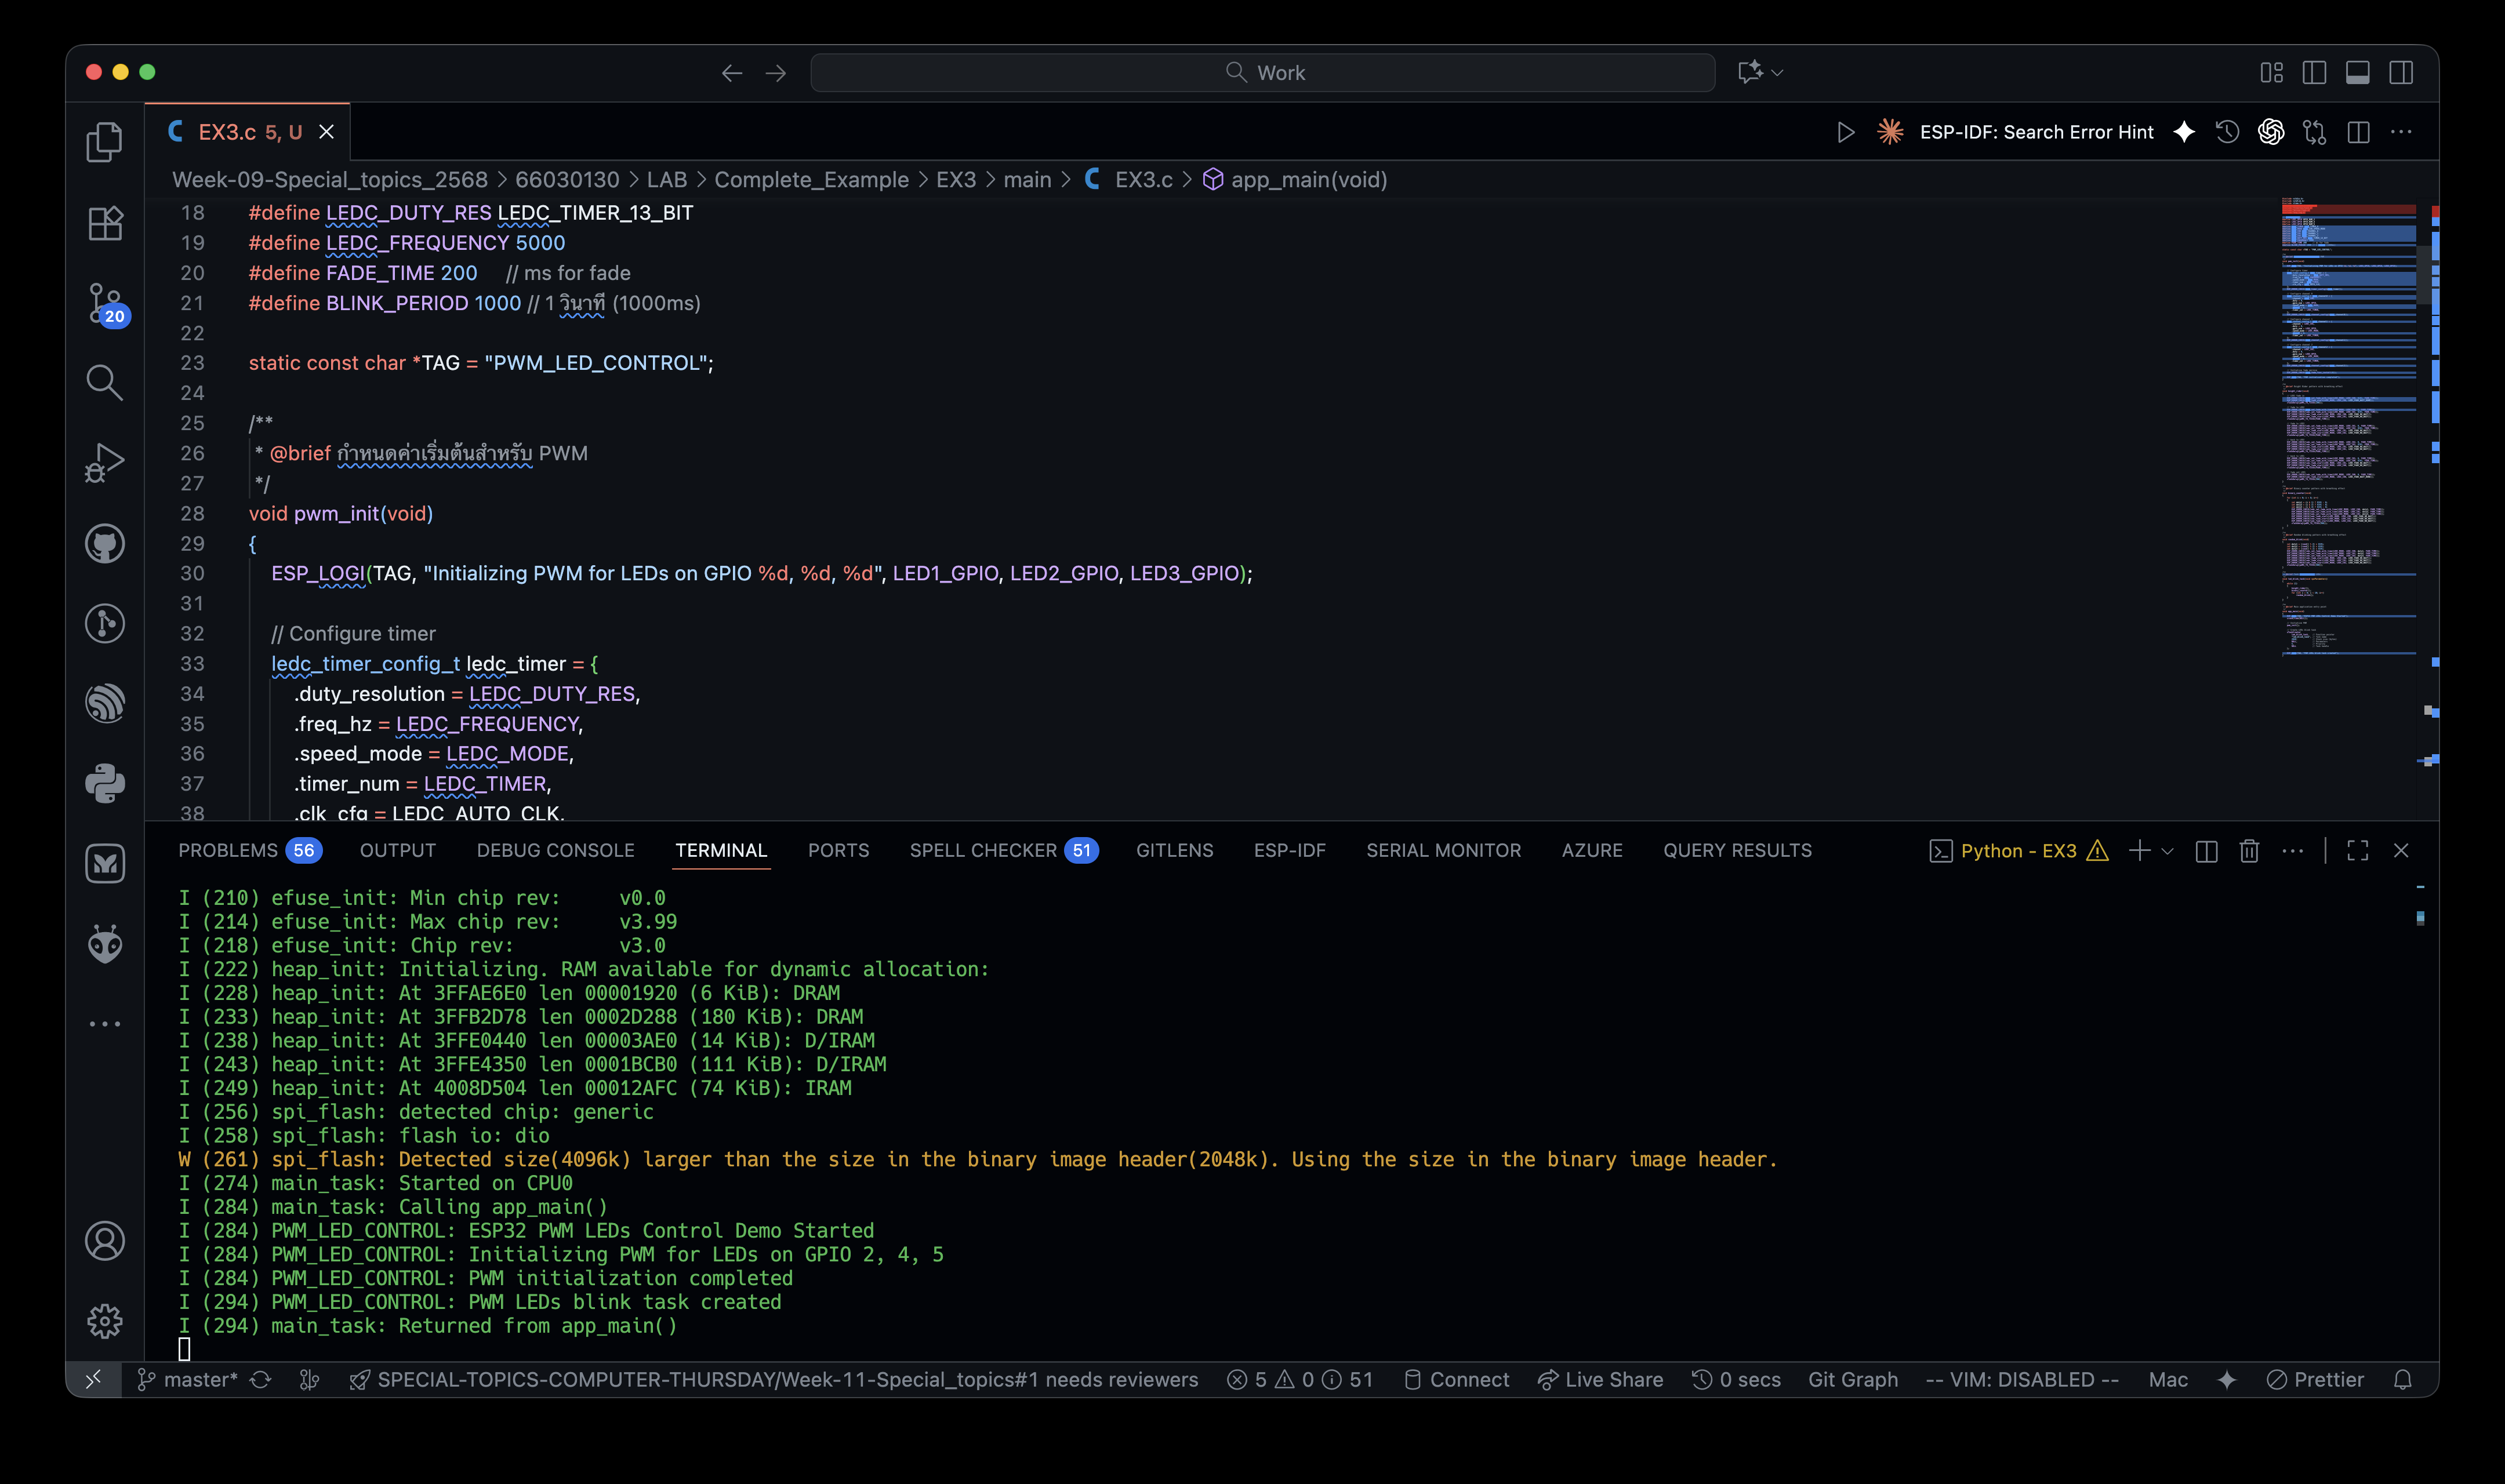 Work
EX3.c 5, U
ESP-IDF: Search Error Hint
Week-09-Special_topics_2568 > 66030130 > LAB > Complete_Example > EX3 > main > EX3.c > app_main(void)
18 #define LEDC_DUTY_RES LEDC_TIMER_13_BIT
19 #define LEDC_FREQUENCY 5000
20 #define FADE_TIME 200 // ms for fade
21 #define BLINK_PERIOD 1000 // 1 วินาที (1000ms)
22
23 static const char *TAG = "PWM_LED_CONTROL";
24
25 /**
26 * @brief กำหนดค่าเริ่มต้นสำหรับ PWM
27 */
28 void pwm_init(void)
29 {
30 ESP_LOGI(TAG, "Initializing PWM for LEDs on GPIO %d, %d, %d", LED1_GPIO, LED2_GPIO, LED3_GPIO);
31
32 // Configure timer
33 ledc_timer_config_t ledc_timer = {
34 .duty_resolution = LEDC_DUTY_RES,
35 .freq_hz = LEDC_FREQUENCY,
36 .speed_mode = LEDC_MODE,
37 .timer_num = LEDC_TIMER,
38 .clk_cfg = LEDC_AUTO_CLK,
20
PROBLEMS 56 OUTPUT DEBUG CONSOLE TERMINAL PORTS SPELL CHECKER 51 GITLENS ESP-IDF SERIAL MONITOR AZURE QUERY RESULTS Python - EX3
I (210) efuse_init: Min chip rev: v0.0
I (214) efuse_init: Max chip rev: v3.99
I (218) efuse_init: Chip rev: v3.0
I (222) heap_init: Initializing. RAM available for dynamic allocation:
I (228) heap_init: At 3FFAE6E0 len 00001920 (6 KiB): DRAM
I (233) heap_init: At 3FFB2D78 len 0002D288 (180 KiB): DRAM
I (238) heap_init: At 3FFE0440 len 00003AE0 (14 KiB): D/IRAM
I (243) heap_init: At 3FFE4350 len 0001BCB0 (111 KiB): D/IRAM
I (249) heap_init: At 4008D504 len 00012AFC (74 KiB): IRAM
I (256) spi_flash: detected chip: generic
I (258) spi_flash: flash io: dio
W (261) spi_flash: Detected size(4096k) larger than the size in the binary image header(2048k). Using the size in the binary image header.
I (274) main_task: Started on CPU0
I (284) main_task: Calling app_main()
I (284) PWM_LED_CONTROL: ESP32 PWM LEDs Control Demo Started
I (284) PWM_LED_CONTROL: Initializing PWM for LEDs on GPIO 2, 4, 5
I (284) PWM_LED_CONTROL: PWM initialization completed
I (294) PWM_LED_CONTROL: PWM LEDs blink task created
I (294) main_task: Returned from app_main()
master* SPECIAL-TOPICS-COMPUTER-THURSDAY/Week-11-Special_topics#1 needs reviewers 5 0 51 Connect Live Share 0 secs Git Graph -- VIM: DISABLED -- Mac Prettier